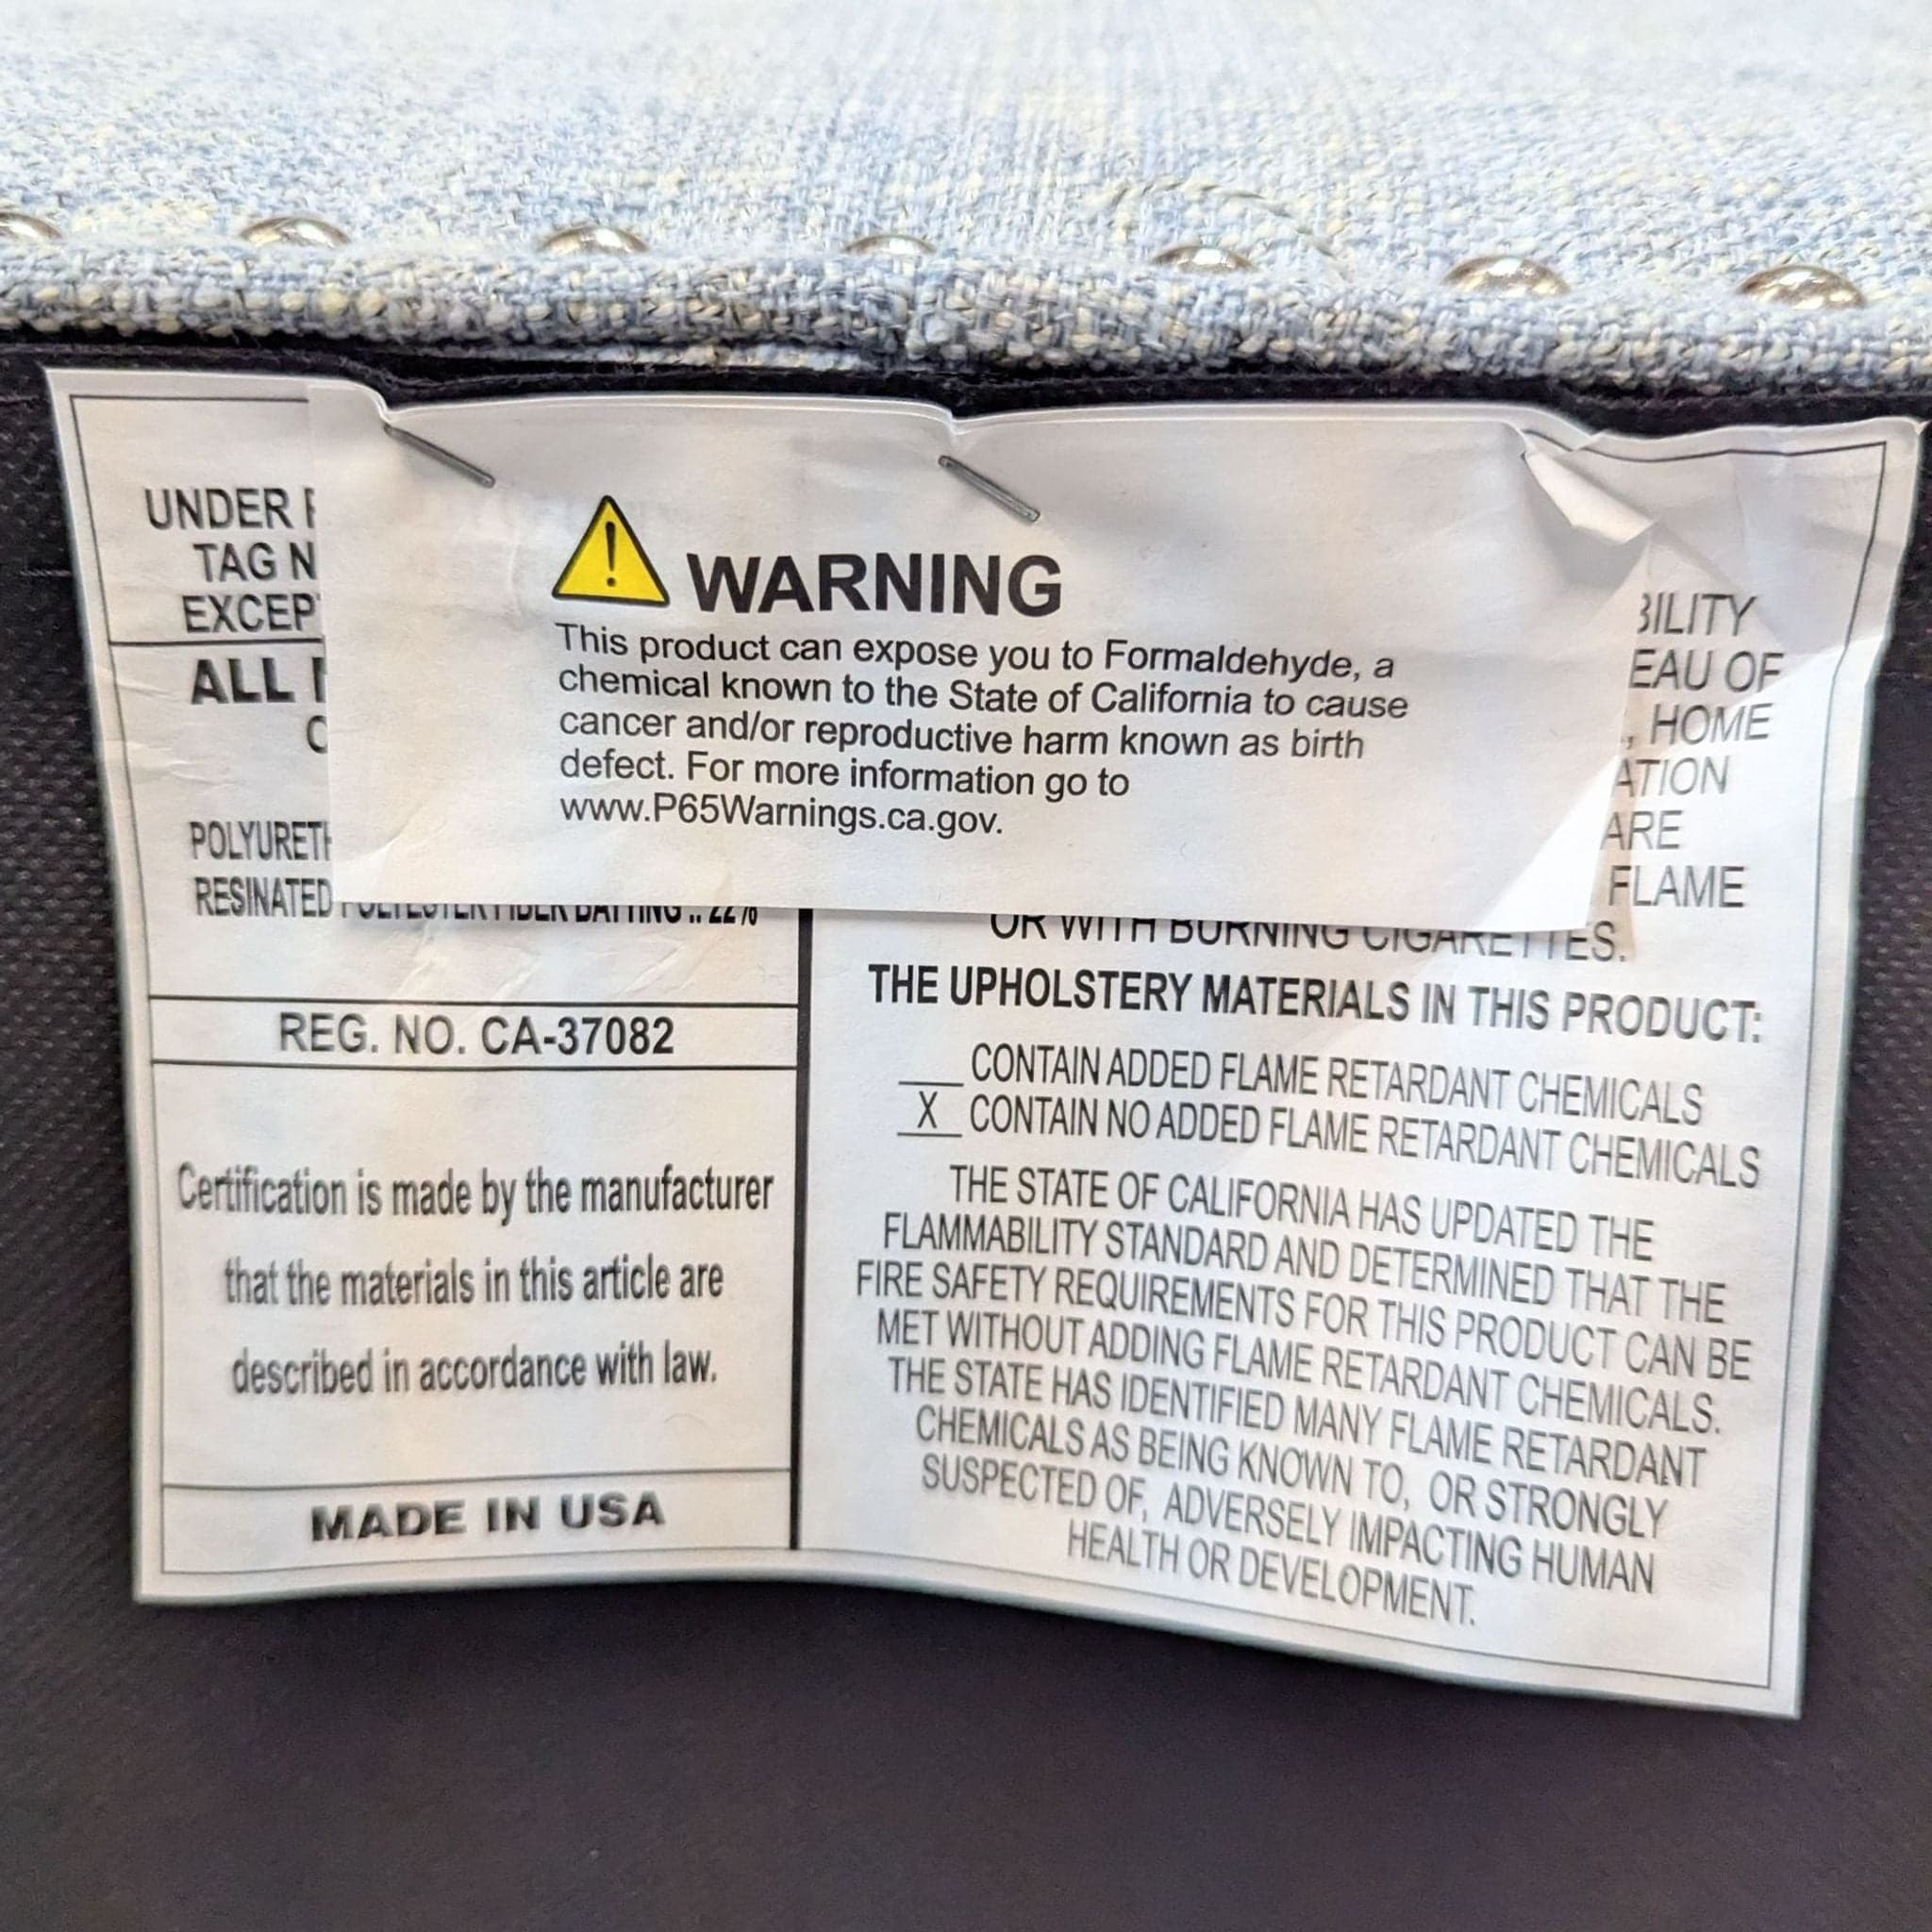 UNDER
TAG
ALL
WARNING
This product can expose you to Formaldehyde, a
chemical known to the State of California to cause
cancer and/or reproductive harm known as birth
defect. For more information go to
www.P65Warnings.ca.gov.
BILITY
EAU OF
, HOME
ATION
ARE
FLAME
POLYURETH
RESINATED POLYESTER FIBER BATTING .. 22%
REG. NO. CA-37082
Certification is made by the manufacturer
that the materials in this article are
described in accordance with law.
MADE IN USA
OR WITH BURNING CIGARETTES.
THE UPHOLSTERY MATERIALS IN THIS PRODUCT:
___ CONTAIN ADDED FLAME RETARDANT CHEMICALS
X CONTAIN NO ADDED FLAME RETARDANT CHEMICALS
THE STATE OF CALIFORNIA HAS UPDATED THE
FLAMMABILITY STANDARD AND DETERMINED THAT THE
FIRE SAFETY REQUIREMENTS FOR THIS PRODUCT CAN BE
MET WITHOUT ADDING FLAME RETARDANT CHEMICALS.
THE STATE HAS IDENTIFIED MANY FLAME RETARDANT
CHEMICALS AS BEING KNOWN TO, OR STRONGLY
SUSPECTED OF, ADVERSELY IMPACTING HUMAN
HEALTH OR DEVELOPMENT.